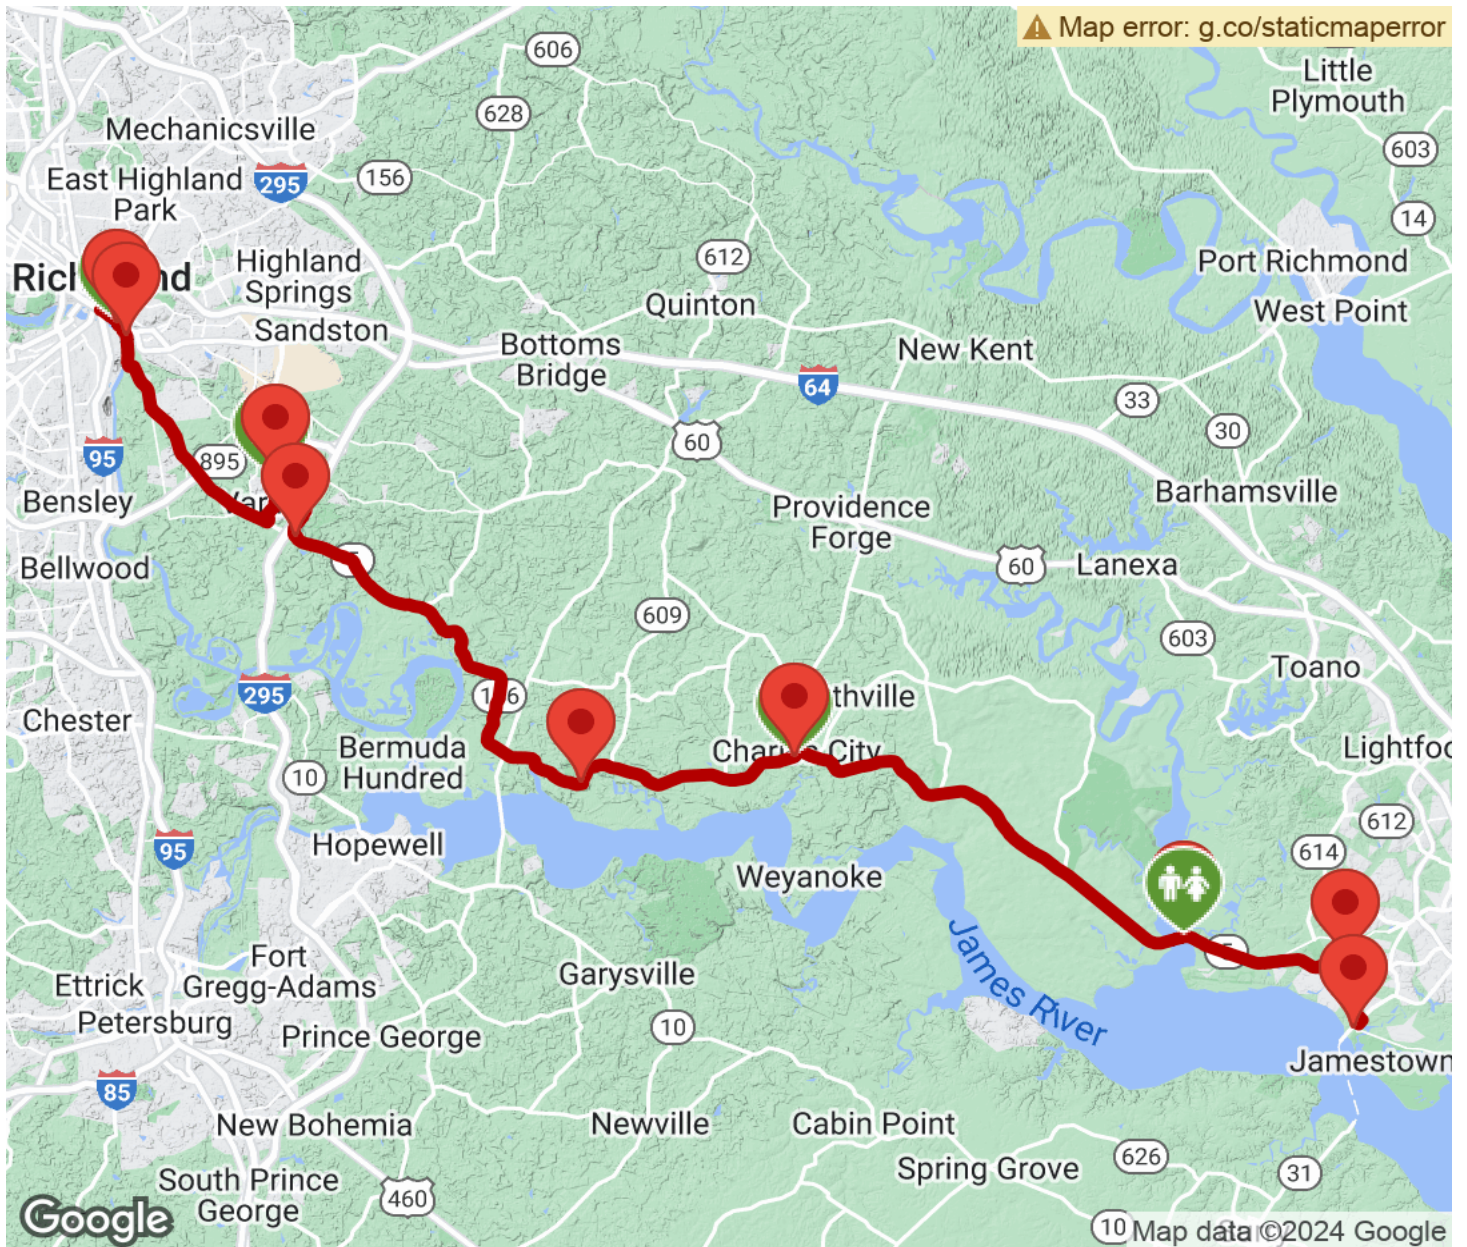 Map error: g.co/staticmaperror
606
Little
Plymouth
628
Mechanicsville
603
East Highland
Park
295
156
14
Highland
Springs
612
Port Richmond
Quinton
West Point
Sandston
Bottoms
Bridge
New Kent
64
33
30
60
95
895
Bensley
Barhamsville
Providence
Forge
Bellwood
60
Lanexa
609
603
Toano
295
Chester
Bermuda
Hundred
Lightfoo
10
612
Hopewell
95
614
Weyanoke
5
James River
Fort
Gregg-Adams
Garysville
Ettrick
Petersburg
10
Prince George
Jamestown
85
New Bohemia
Newville
Cabin Point
626
Spring Grove
31
South Prince
George
460
Google
10
Map data ©2024 Google